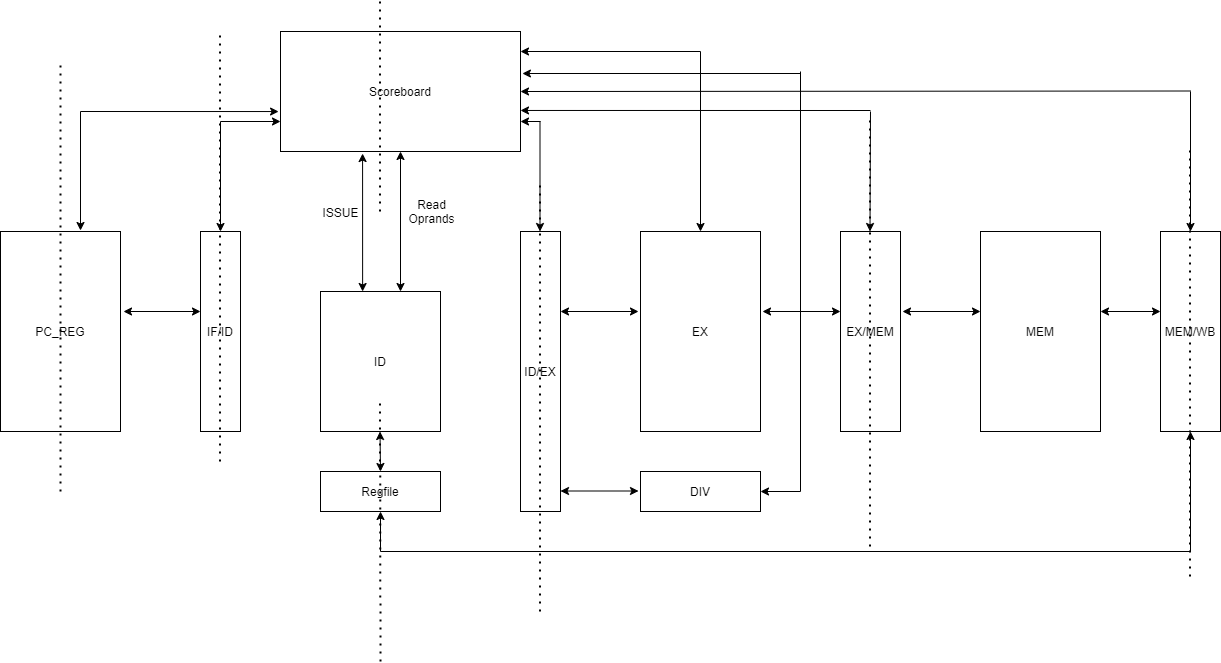 Scoreboard
ISSUE
Read
Oprands
PC_REG
IF/ID
ID
ID/EX
EX
EX/MEM
MEM
MEM/WB
Regfile
DIV